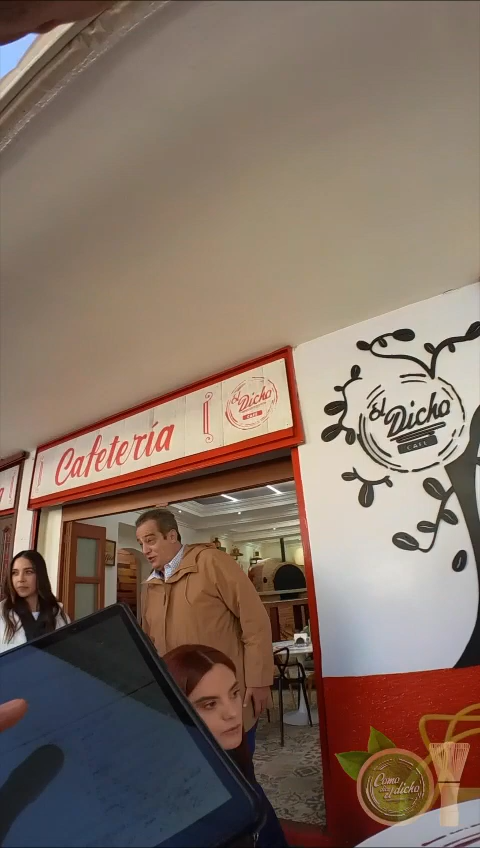 Cafetería
El
Dicho
CAFÉ
El
Dicho
CAFÉ
Como
dice
el dicho